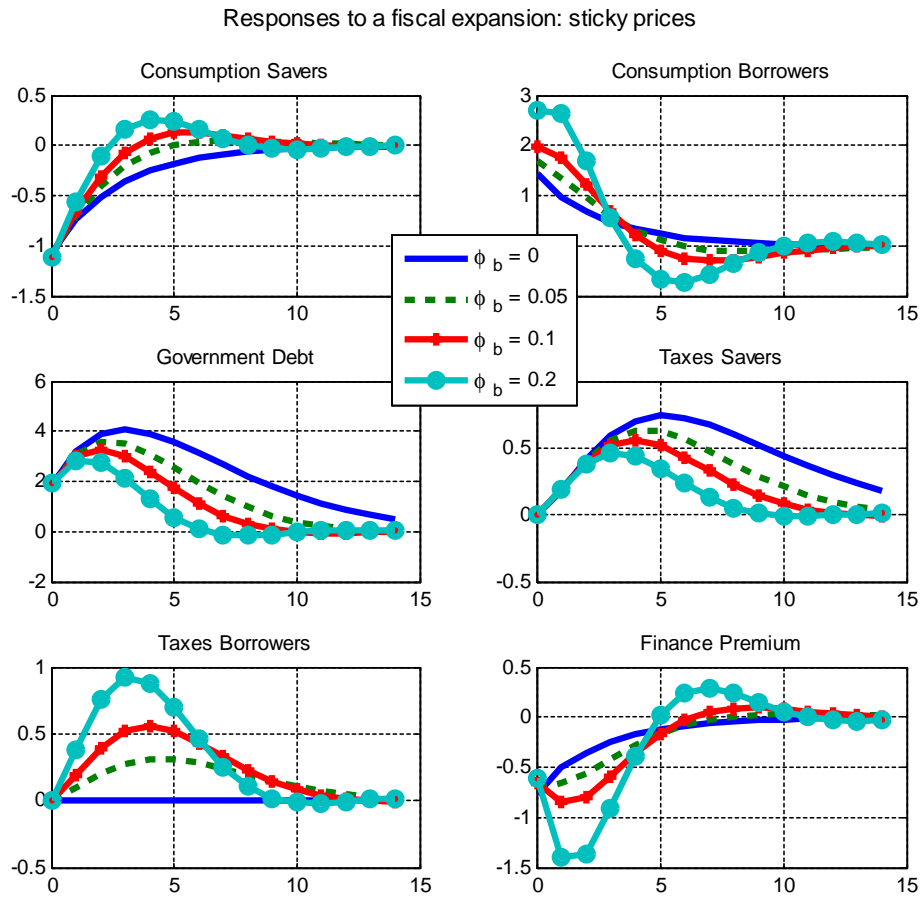 Responses to a fiscal expansion: sticky prices
Consumption Savers
0.5
0
-0.5
-1
-1.5
0 5 10 15
Consumption Borrowers
3
2
1
0 5 10 15
ϕ b = 0
ϕ b = 0.05
ϕ b = 0.1
ϕ b = 0.2
Government Debt
6
4
2
0
-2
0 5 10 15
Taxes Savers
0.5
0
-0.5
0 5 10 15
Taxes Borrowers
1
0.5
0
-0.5
0 5 10 15
Finance Premium
0.5
0
-0.5
-1
-1.5
0 5 10 15